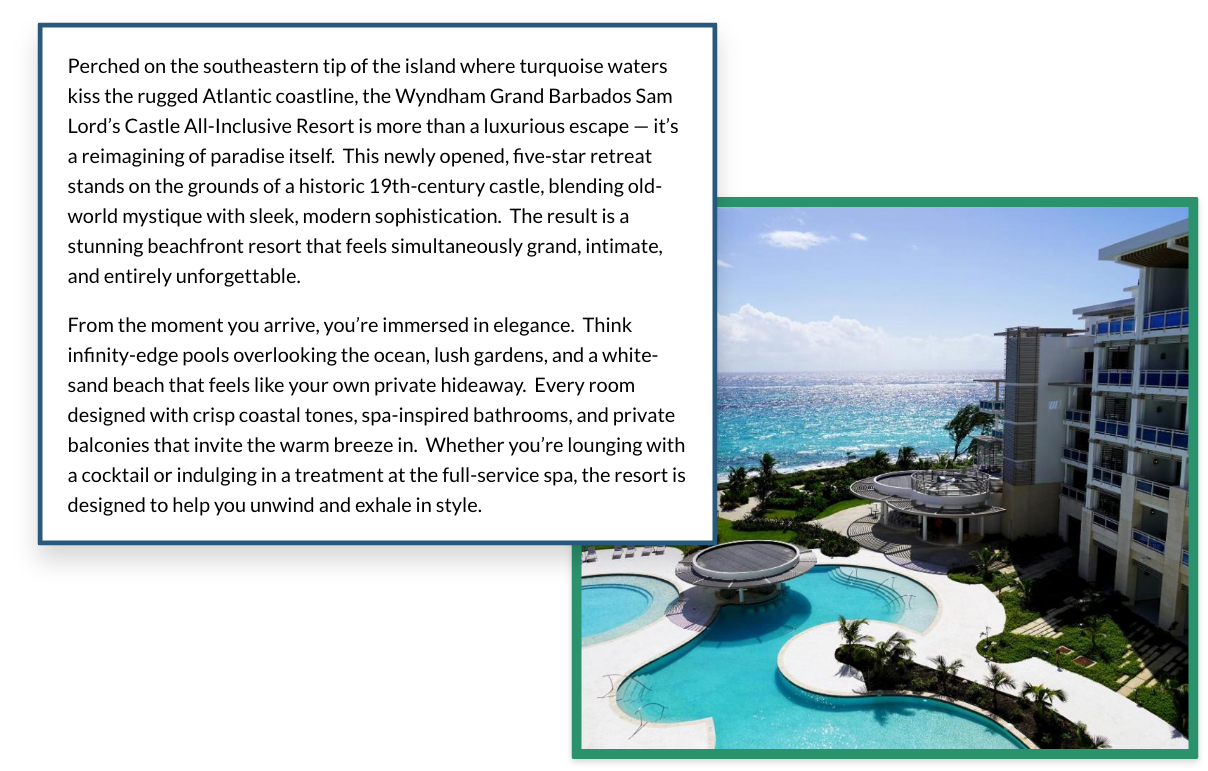 Perched on the southeastern tip of the island where turquoise waters
kiss the rugged Atlantic coastline, the Wyndham Grand Barbados Sam
Lord’s Castle All-Inclusive Resort is more than a luxurious escape — it’s
a reimagining of paradise itself.  This newly opened, five-star retreat
stands on the grounds of a historic 19th-century castle, blending old-
world mystique with sleek, modern sophistication.  The result is a
stunning beachfront resort that feels simultaneously grand, intimate,
and entirely unforgettable.
From the moment you arrive, you’re immersed in elegance.  Think
infinity-edge pools overlooking the ocean, lush gardens, and a white-
sand beach that feels like your own private hideaway.  Every room
designed with crisp coastal tones, spa-inspired bathrooms, and private
balconies that invite the warm breeze in.  Whether you’re lounging with
a cocktail or indulging in a treatment at the full-service spa, the resort is
designed to help you unwind and exhale in style.